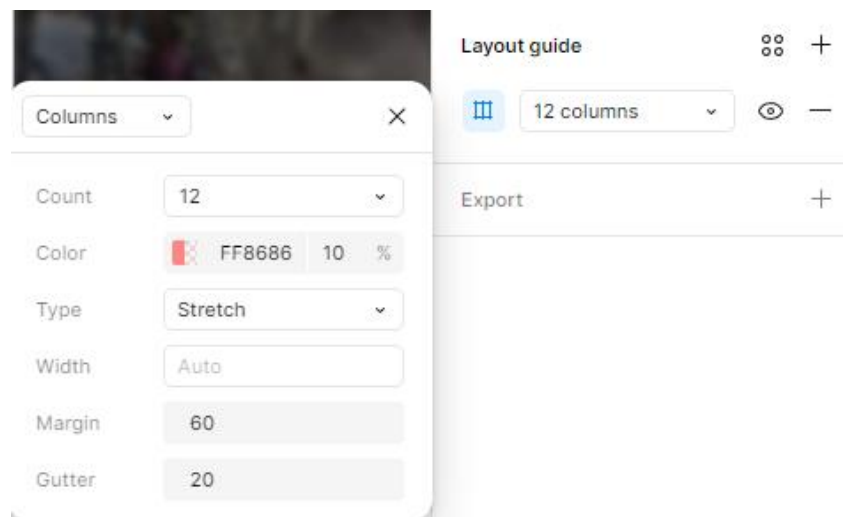 Layout guide
12 columns
Export
Columns
Count 12
Color FF8686 10 %
Type Stretch
Width Auto
Margin 60
Gutter 20